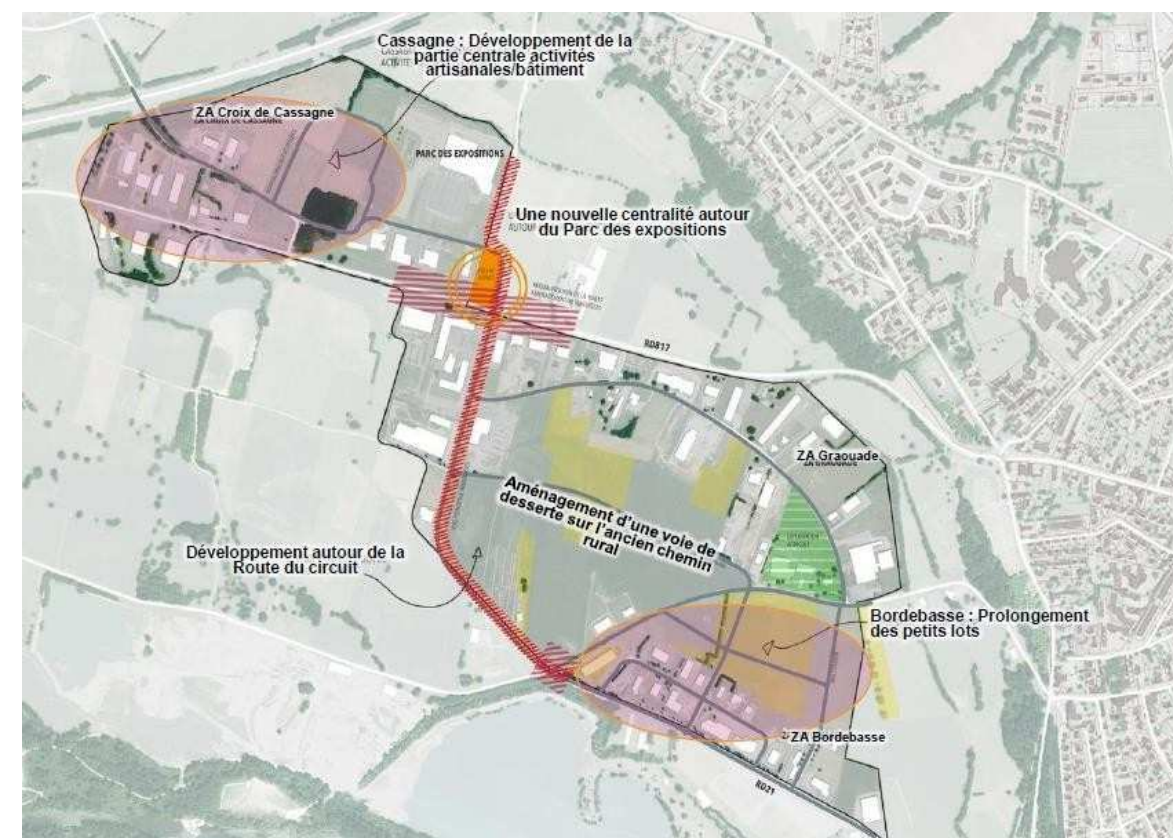 Cassagne : Développement de la
partie centrale activités
artisanales/bâtiment
ZA Croix de Cassagne
PARC DES EXPOSITIONS
Une nouvelle centralité autour
du Parc des expositions
RD817
ZA Graouade
Aménagement d'une voie de
desserte sur l'ancien chemin
rural
Développement autour de la
Route du circuit
Bordebasse : Prolongement
des petits lots
ZA Bordebasse
RD21